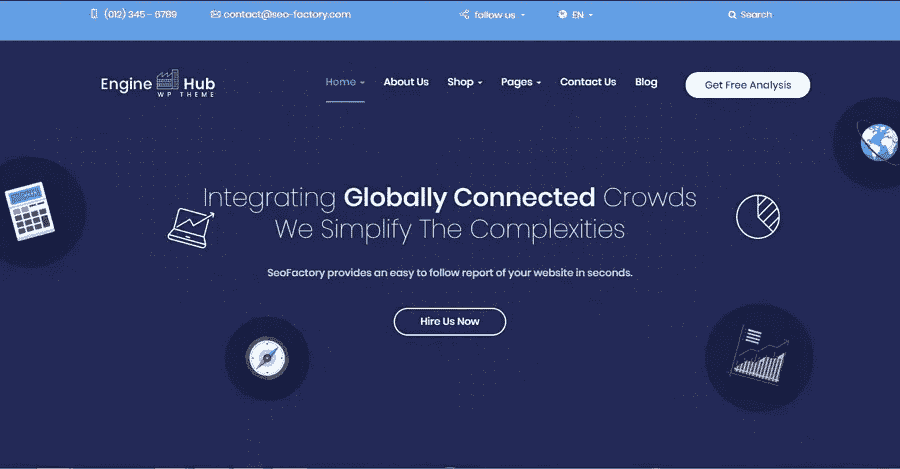 (012) 345 - 6789 contact@seo-factory.com follow us EN Search
Engine Hub
WP THEME
Home About Us Shop Pages Contact Us Blog Get Free Analysis
Integrating Globally Connected Crowds
We Simplify The Complexities
SeoFactory provides an easy to follow report of your website in seconds.
Hire Us Now